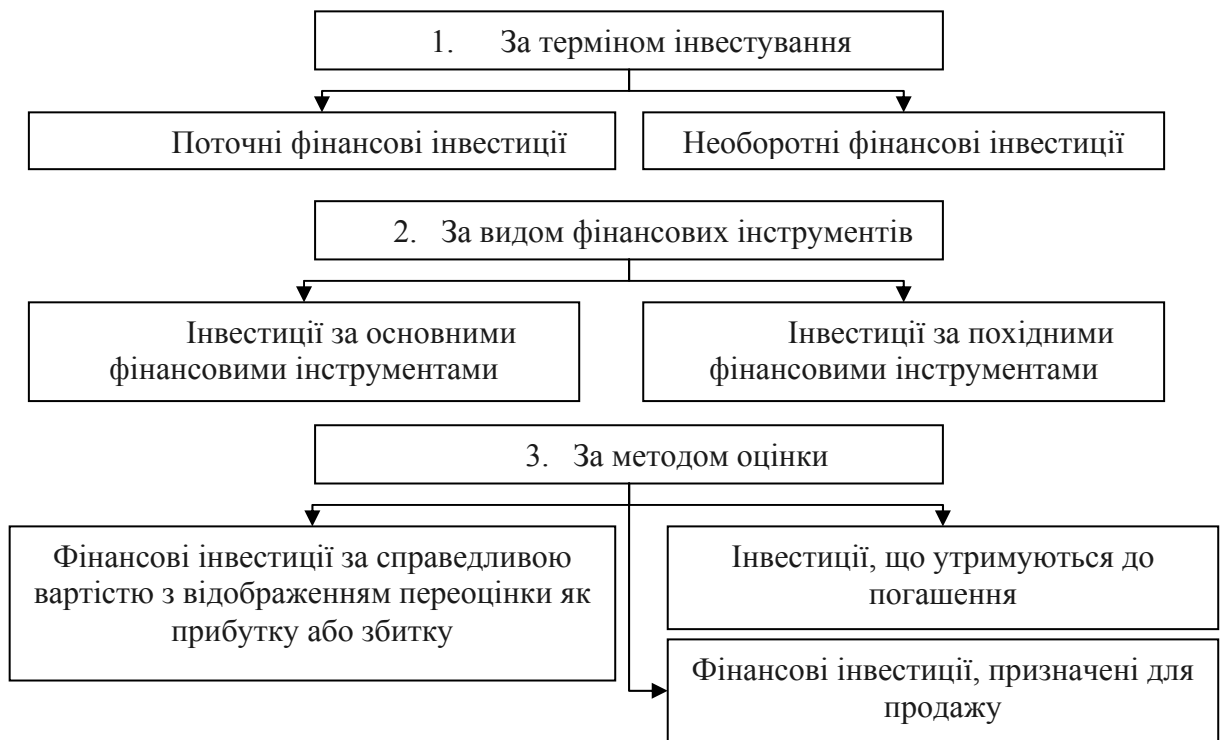 1. За терміном інвестування
Поточні фінансові інвестиції
Необоротні фінансові інвестиції
2. За видом фінансових інструментів
Інвестиції за основними
фінансовими інструментами
Інвестиції за похідними
фінансовими інструментами
3. За методом оцінки
Фінансові інвестиції за справедливою
вартістю з відображенням переоцінки як
прибутку або збитку
Інвестиції, що утримуються до
погашення
Фінансові інвестиції, призначені для
продажу